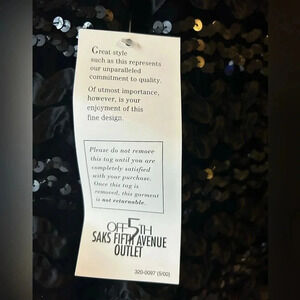 Great style
such as this represents
our unparalleled
commitment to quality.
Of utmost importance,
however, is your
enjoyment of this
fine design.
Please do not remove
this tag until you are
completely satisfied
with your purchase.
Once this tag is
removed, this garment
is not returnable.
OFF 5TH
SAKS FIFTH AVENUE
OUTLET
320-0097 (5/00)